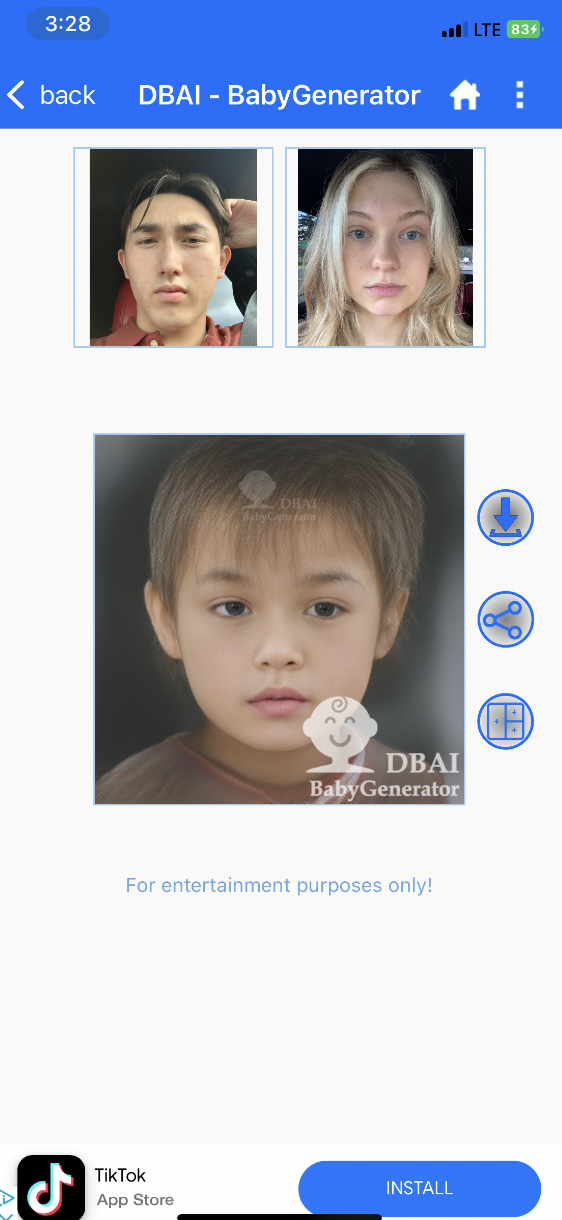 3:28
LTE 83
back DBAI - BabyGenerator
DBAI
BabyGenerator
DBAI
BabyGenerator
For entertainment purposes only!
TikTok
App Store
INSTALL